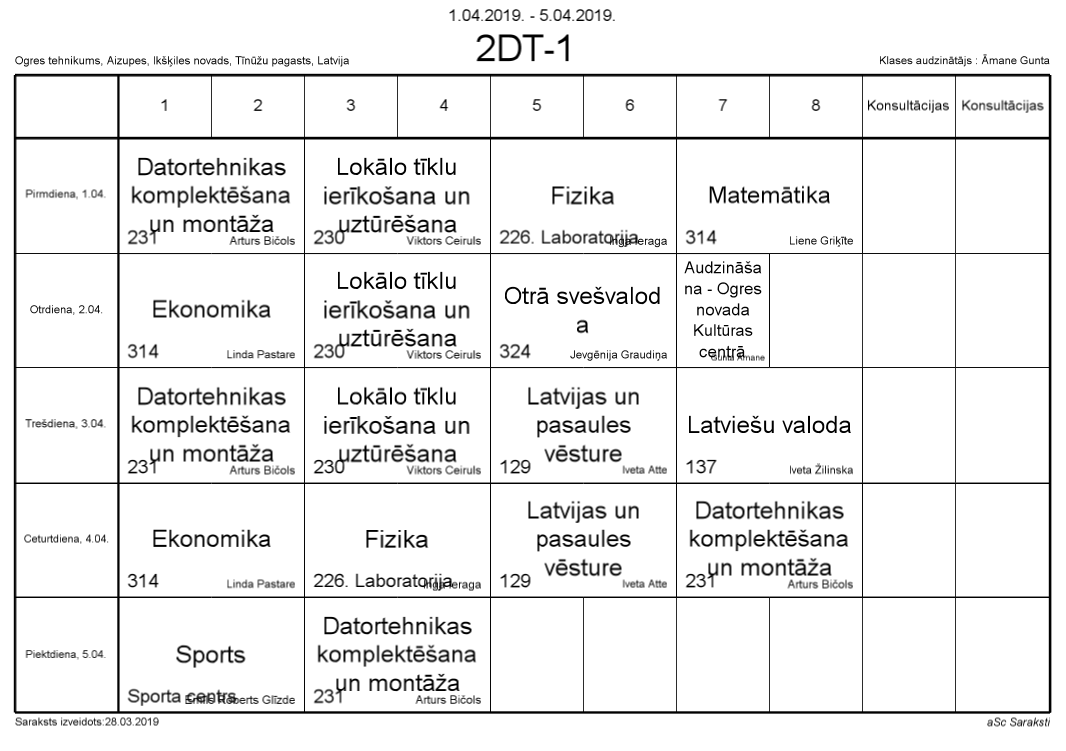 1.04.2019. - 5.04.2019.
2DT-1
Ogres tehnikums, Aizupes, Ikšķiles novads, Tīnūžu pagasts, Latvija
Klases audzinātājs : Āmane Gunta
1 2 3 4 5 6 7 8 Konsultācijas Konsultācijas
Pirmdiena, 1.04.
Datortehnikas
komplektēšana
un montāža
231 Arturs Bičols
Lokālo tīklu
ierīkošana un
uzturēšana
230 Viktors Ceiruls
Fizika
226. Laboratorija Inga Ieraga
Matemātika
314 Liene Griķīte
Otrdiena, 2.04.
Ekonomika
314 Linda Pastare
Lokālo tīklu
ierīkošana un
uzturēšana
230 Viktors Ceiruls
Otrā svešvalod
a
324 Jevgēnija Graudiņa
Audzināša
na - Ogres
novada
Kultūras
centrā
Gunta Āmane
Trešdiena, 3.04.
Datortehnikas
komplektēšana
un montāža
231 Arturs Bičols
Lokālo tīklu
ierīkošana un
uzturēšana
230 Viktors Ceiruls
Latvijas un
pasaules
vēsture
129 Iveta Atte
Latviešu valoda
137 Iveta Žilinska
Ceturtdiena, 4.04.
Ekonomika
314 Linda Pastare
Fizika
226. Laboratorija Inga Ieraga
Latvijas un
pasaules
vēsture
129 Iveta Atte
Datortehnikas
komplektēšana
un montāža
231 Arturs Bičols
Piektdiena, 5.04.
Sports
Sporta centrs Emīls Roberts Glīzde
Datortehnikas
komplektēšana
un montāža
231 Arturs Bičols
Saraksts izveidots:28.03.2019
aSc Saraksti